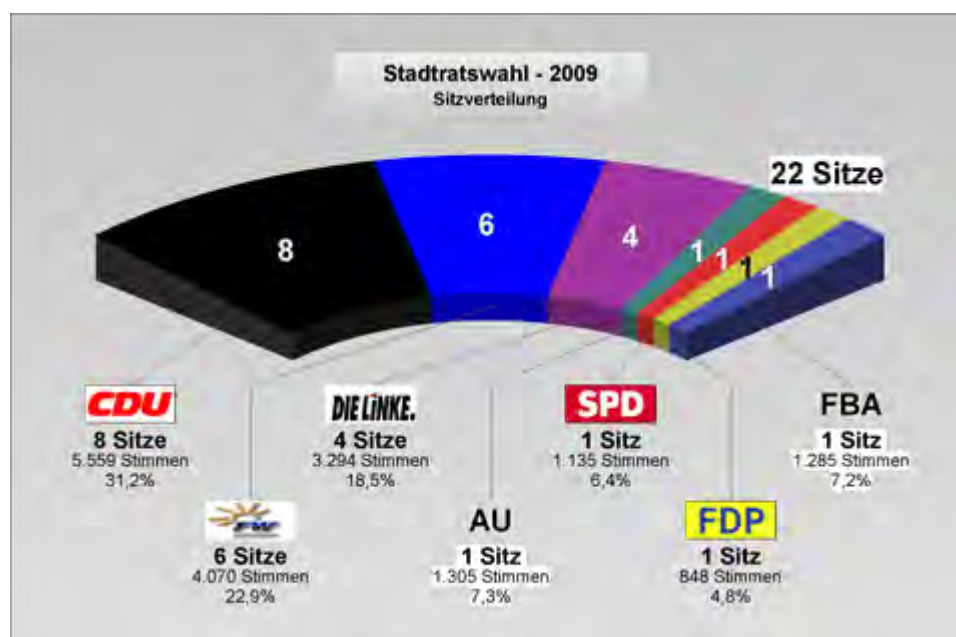 Stadtratswahl - 2009
Sitzverteilung
22 Sitze
8
6
4
1
1
1
1
CDU
8 Sitze
5.559 Stimmen
31,2%
DIE LINKE.
4 Sitze
3.294 Stimmen
18,5%
SPD
1 Sitz
1.135 Stimmen
6,4%
FBA
1 Sitz
1.285 Stimmen
7,2%
FW
6 Sitze
4.070 Stimmen
22,9%
AU
1 Sitz
1.305 Stimmen
7,3%
FDP
1 Sitz
848 Stimmen
4,8%